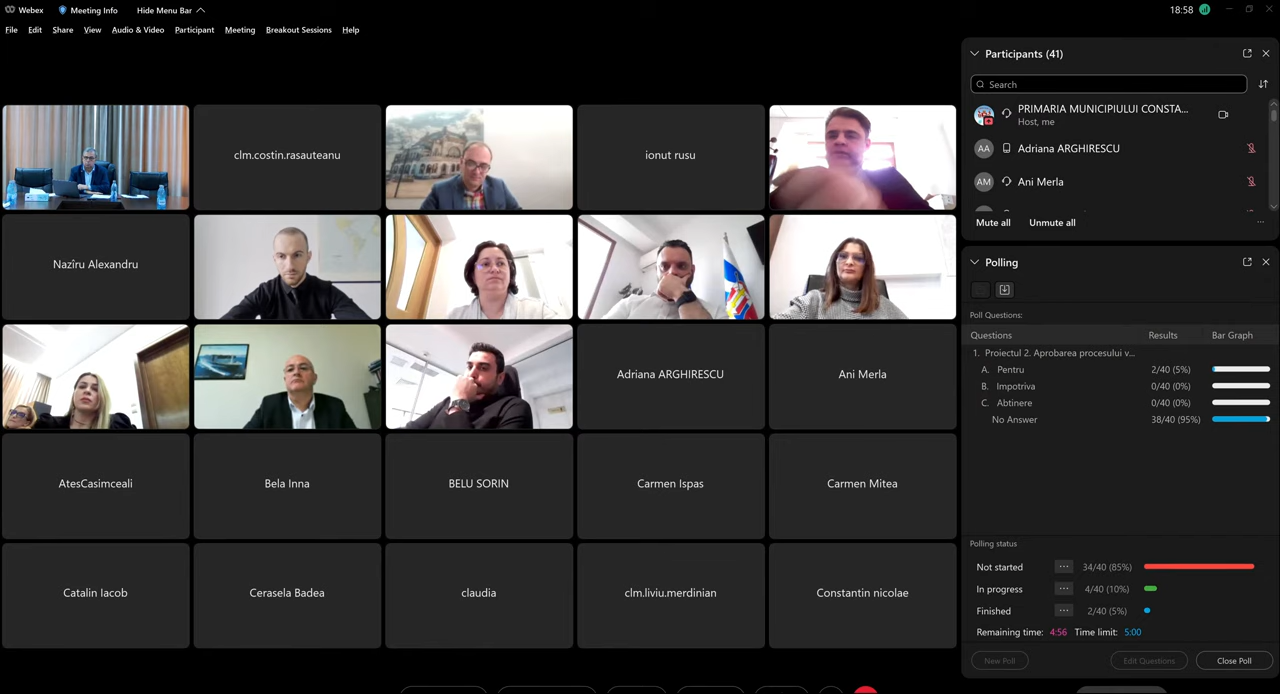 Webex
Meeting Info
Hide Menu Bar
18:58
File Edit Share View Audio & Video Participant Meeting Breakout Sessions Help
clm.costin.rasauteanu
ionut rusu
Nazîru Alexandru
Adriana ARGHIRESCU
Ani Merla
AtesCasimceali
Bela Inna
BELU SORIN
Carmen Ispas
Carmen Mitea
Catalin Iacob
Cerasela Badea
claudia
clm.liviu.merdinian
Constantin nicolae
Participants (41)
Search
PRIMARIA MUNICIPIULUI CONSTA...
Host, me
AA Adriana ARGHIRESCU
AM Ani Merla
Mute all Unmute all ...
Polling
Poll Questions:
Questions Results Bar Graph
1. Proiectul 2. Aprobarea procesului v...
A. Pentru 2/40 (5%)
B. Impotriva 0/40 (0%)
C. Abtinere 0/40 (0%)
No Answer 38/40 (95%)
Polling status
Not started ... 34/40 (85%)
In progress ... 4/40 (10%)
Finished ... 2/40 (5%)
Remaining time: 4:56 Time limit: 5:00
New Poll Edit Questions Close Poll